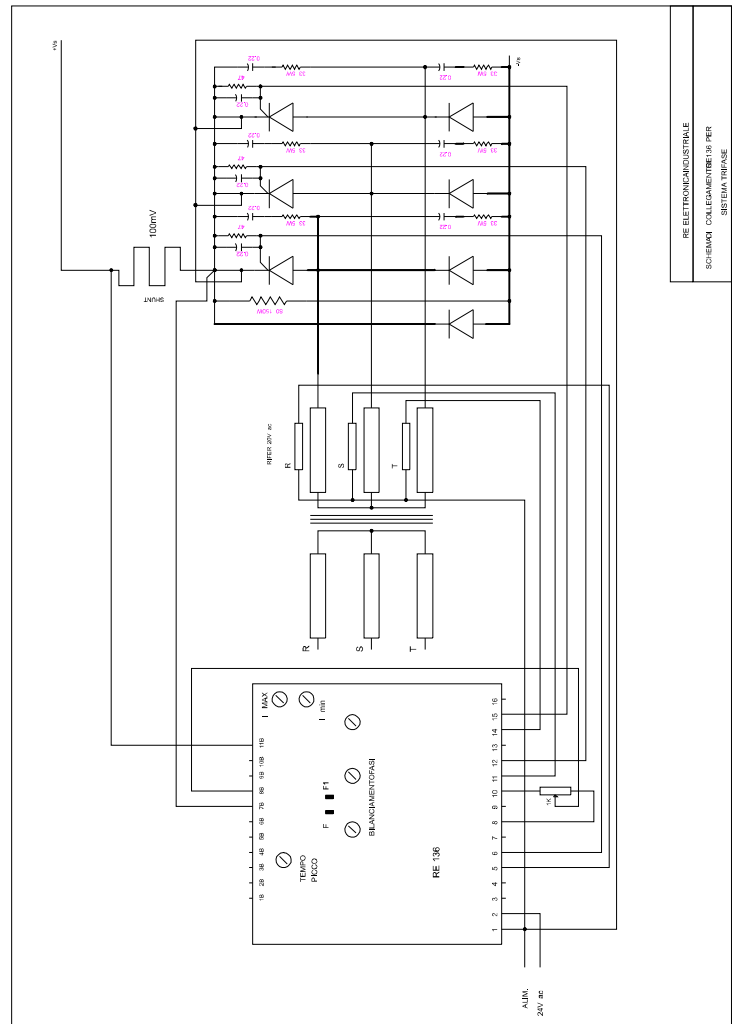 RE ELETTRONICAINDUSTRIALE
SCHEMADI COLLEGAMENTORE136 PER
SISTEMA TRIFASE
+Vs
-Vs
0.22
33
5W
0.22
33
5W
47
0.22
0.22
33
5W
0.22
33
5W
47
0.22
0.22
33
5W
0.22
33
5W
47
0.22
50 150W
100mV
SHUNT
RIFER 20V ac
R
S
T
R
S
T
I MAX
I min
F
F1
BILANCIAMENTOFASI
TEMPO
PICCO
RE 136
1B
2B
3B
4B
5B
6B
7B
8B
9B
10B
11B
1
2
3
4
5
6
7
8
9
10
11
12
13
14
15
16
1K
ALIM.
24V ac